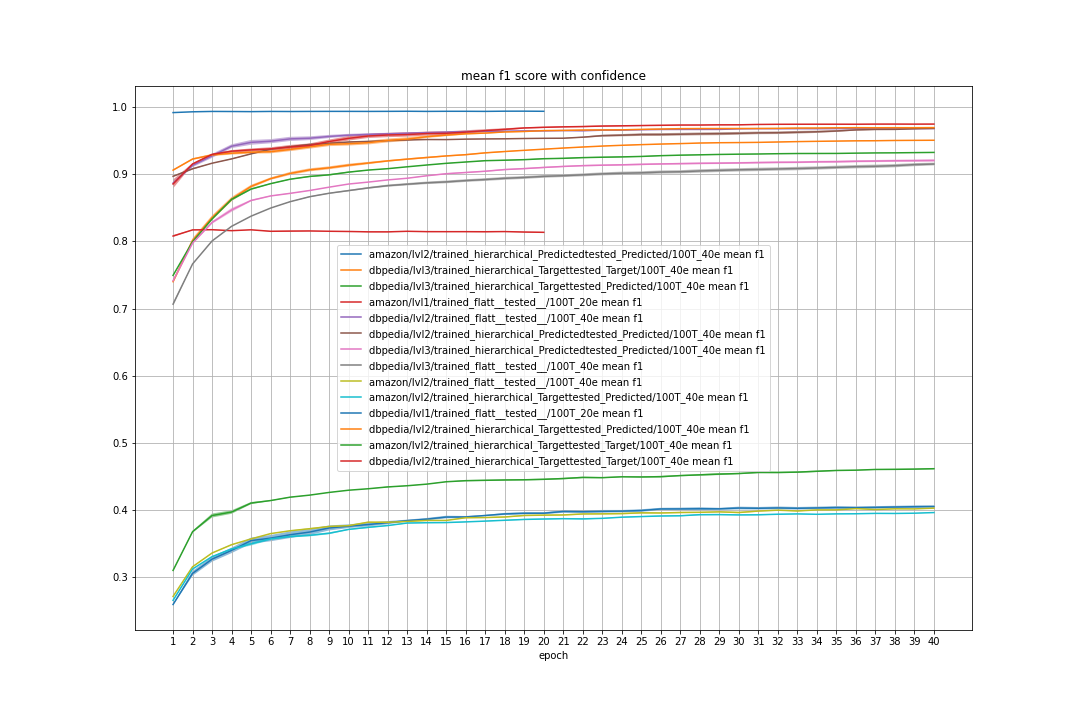 mean f1 score with confidence
1.0
0.9
0.8
0.7
0.6
0.5
0.4
0.3
amazon/lvl2/trained_hierarchical_Predictedtested_Predicted/100T_40e mean f1
dbpedia/lvl3/trained_hierarchical_Targettested_Target/100T_40e mean f1
dbpedia/lvl3/trained_hierarchical_Targettested_Predicted/100T_40e mean f1
amazon/lvl1/trained_flatt__tested__/100T_20e mean f1
dbpedia/lvl2/trained_flatt__tested__/100T_40e mean f1
dbpedia/lvl2/trained_hierarchical_Predictedtested_Predicted/100T_40e mean f1
dbpedia/lvl3/trained_hierarchical_Predictedtested_Predicted/100T_40e mean f1
dbpedia/lvl3/trained_flatt__tested__/100T_40e mean f1
amazon/lvl2/trained_flatt__tested__/100T_40e mean f1
amazon/lvl2/trained_hierarchical_Targettested_Predicted/100T_40e mean f1
dbpedia/lvl1/trained_flatt__tested__/100T_20e mean f1
dbpedia/lvl2/trained_hierarchical_Targettested_Predicted/100T_40e mean f1
amazon/lvl2/trained_hierarchical_Targettested_Target/100T_40e mean f1
dbpedia/lvl2/trained_hierarchical_Targettested_Target/100T_40e mean f1
1 2 3 4 5 6 7 8 9 10 11 12 13 14 15 16 17 18 19 20 21 22 23 24 25 26 27 28 29 30 31 32 33 34 35 36 37 38 39 40
epoch